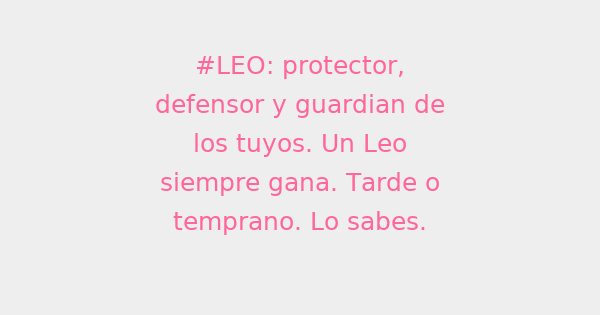 #LEO: protector,
defensor y guardian de
los tuyos. Un Leo
siempre gana. Tarde o
temprano. Lo sabes.